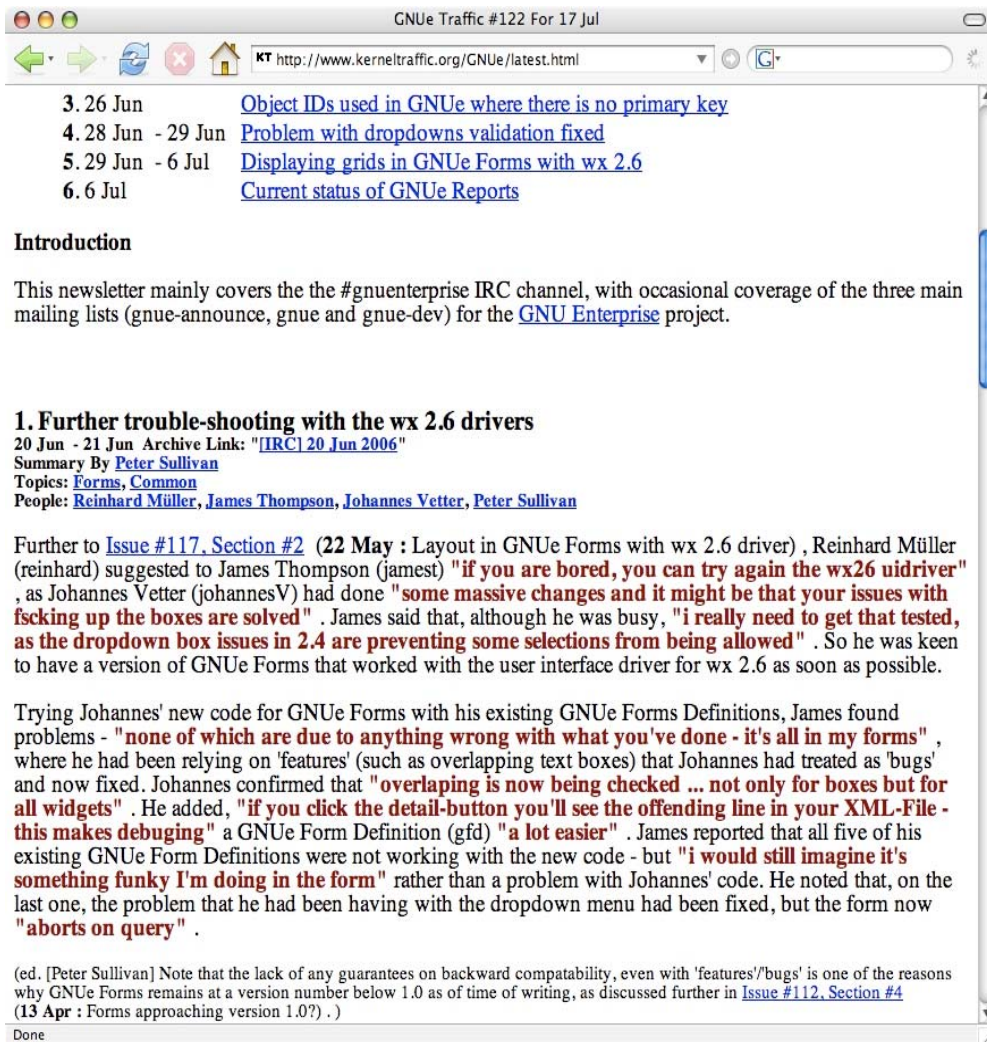 GNUe Traffic #122 For 17 Jul
KT http://www.kerneltraffic.org/GNUe/latest.html
G
3. 26 Jun Object IDs used in GNUe where there is no primary key
4. 28 Jun - 29 Jun Problem with dropdowns validation fixed
5. 29 Jun - 6 Jul Displaying grids in GNUe Forms with wx 2.6
6. 6 Jul Current status of GNUe Reports
Introduction
This newsletter mainly covers the the #gnuenterprise IRC channel, with occasional coverage of the three main
mailing lists (gnue-announce, gnue and gnue-dev) for the GNU Enterprise project.
1. Further trouble-shooting with the wx 2.6 drivers
20 Jun - 21 Jun Archive Link: "[IRC] 20 Jun 2006"
Summary By Peter Sullivan
Topics: Forms, Common
People: Reinhard Müller, James Thompson, Johannes Vetter, Peter Sullivan
Further to Issue #117, Section #2 (22 May : Layout in GNUe Forms with wx 2.6 driver) , Reinhard Müller
(reinhard) suggested to James Thompson (jamest) "if you are bored, you can try again the wx26 uidriver"
, as Johannes Vetter (johannesV) had done "some massive changes and it might be that your issues with
fscking up the boxes are solved" . James said that, although he was busy, "i really need to get that tested,
as the dropdown box issues in 2.4 are preventing some selections from being allowed" . So he was keen
to have a version of GNUe Forms that worked with the user interface driver for wx 2.6 as soon as possible.
Trying Johannes' new code for GNUe Forms with his existing GNUe Forms Definitions, James found
problems - "none of which are due to anything wrong with what you've done - it's all in my forms" ,
where he had been relying on 'features' (such as overlapping text boxes) that Johannes had treated as 'bugs'
and now fixed. Johannes confirmed that "overlaping is now being checked ... not only for boxes but for
all widgets" . He added, "if you click the detail-button you'll see the offending line in your XML-File -
this makes debuging" a GNUe Form Definition (gfd) "a lot easier" . James reported that all five of his
existing GNUe Form Definitions were not working with the new code - but "i would still imagine it's
something funky I'm doing in the form" rather than a problem with Johannes' code. He noted that, on the
last one, the problem that he had been having with the dropdown menu had been fixed, but the form now
"aborts on query" .
(ed. [Peter Sullivan] Note that the lack of any guarantees on backward compatability, even with 'features'/'bugs' is one of the reasons
why GNUe Forms remains at a version number below 1.0 as of time of writing, as discussed further in Issue #112, Section #4
(13 Apr : Forms approaching version 1.0?) . )
Done